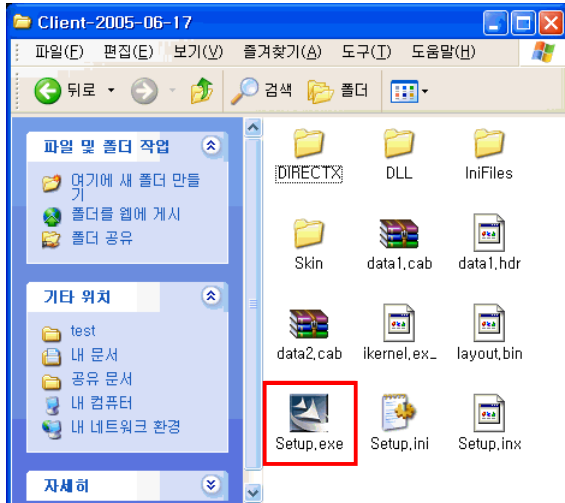 Client-2005-06-17
파일(F) 편집(E) 보기(V) 즐겨찾기(A) 도구(T) 도움말(H)
뒤로 검색 폴더
파일 및 폴더 작업
여기에 새 폴더 만들
기
폴더를 웹에 게시
폴더 공유
기타 위치
test
내 문서
공유 문서
내 컴퓨터
내 네트워크 환경
자세히
DIRECTX DLL IniFiles
Skin data1.cab data1.hdr
data2.cab ikernel.ex_ layout.bin
Setup.exe Setup.ini Setup.inx